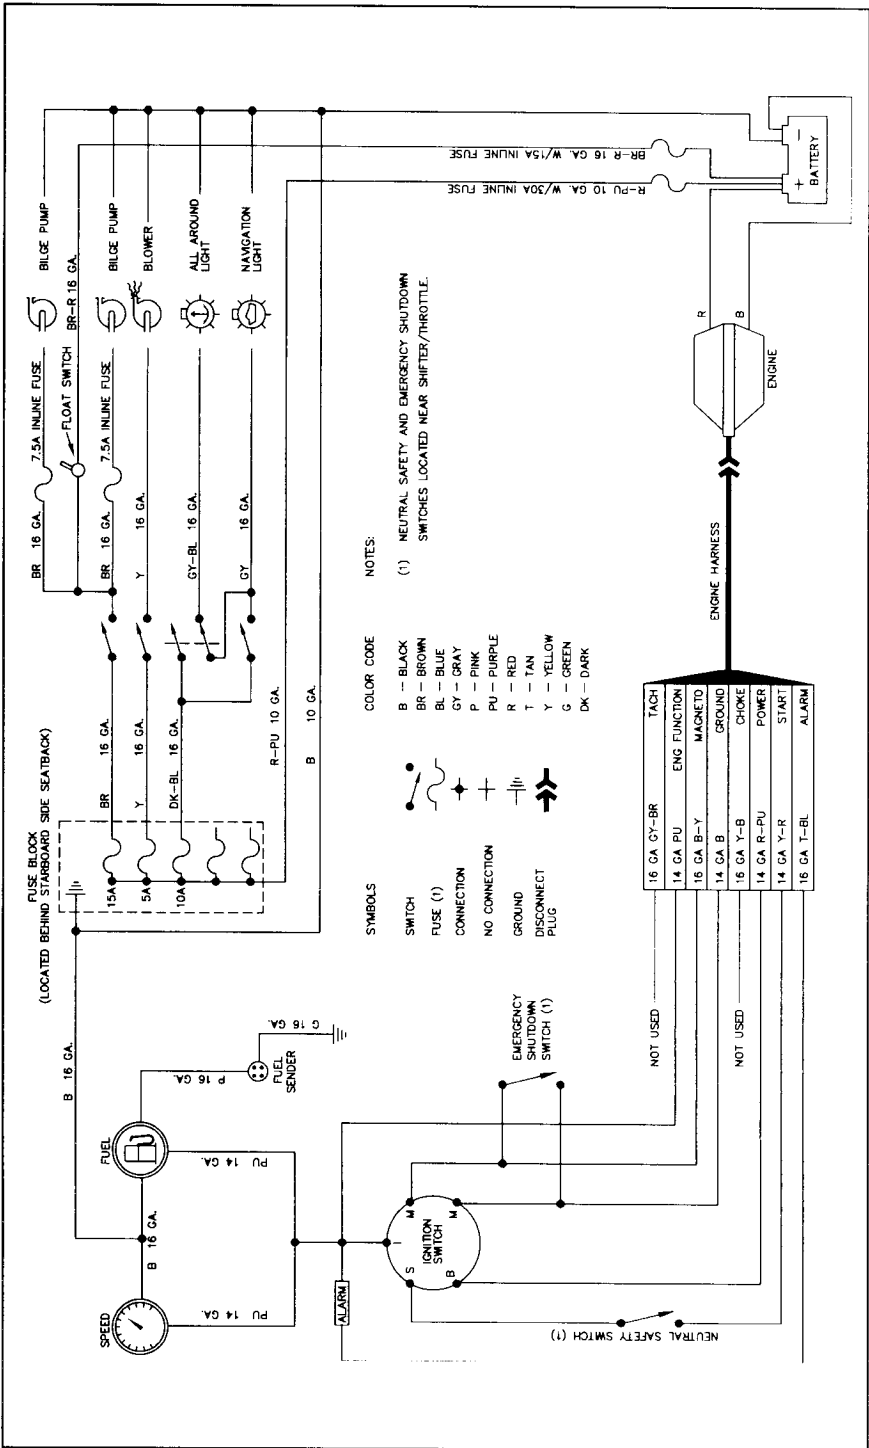 FUSE BLOCK
(LOCATED BEHIND STARBOARD SIDE SEATBACK)
SPEED
FUEL
B 16 GA.
B 16 GA.
PU 14 GA.
PU 14 GA.
P 16 GA.
FUEL
SENDER
G 16 GA.
15A
5A
10A
BR 16 GA.
Y 16 GA.
DK-BL 16 GA.
R-PU 10 GA.
B 10 GA.
BR 16 GA. 7.5A INLINE FUSE
BILGE PUMP
FLOAT SWITCH BR-R 16 GA.
BR 16 GA. 7.5A INLINE FUSE
BILGE PUMP
Y 16 GA.
BLOWER
GY-BL 16 GA.
ALL AROUND
LIGHT
GY 16 GA.
NAVIGATION
LIGHT
BR-R 16 GA. W/15A INLINE FUSE
R-PU 10 GA. W/30A INLINE FUSE
+ -
BATTERY
R
B
ENGINE
ENGINE HARNESS
SYMBOLS
SWITCH
FUSE (1)
CONNECTION
NO CONNECTION
GROUND
DISCONNECT
PLUG
COLOR CODE
B -- BLACK
BR -- BROWN
BL -- BLUE
GY -- GRAY
P -- PINK
PU -- PURPLE
R -- RED
T -- TAN
Y -- YELLOW
G -- GREEN
DK -- DARK
NOTES:
(1) NEUTRAL SAFETY AND EMERGENCY SHUTDOWN
SWITCHES LOCATED NEAR SHIFTER/THROTTLE.
ALARM
I
S
M
B
M
IGNITION
SWITCH
EMERGENCY
SHUTDOWN
SWITCH (1)
NEUTRAL SAFETY SWITCH (1)
NOT USED
NOT USED
16 GA GY-BR TACH
14 GA PU ENG FUNCTION
16 GA B-Y MAGNETO
14 GA B GROUND
16 GA Y-B CHOKE
14 GA R-PU POWER
14 GA Y-R START
16 GA T-BL ALARM